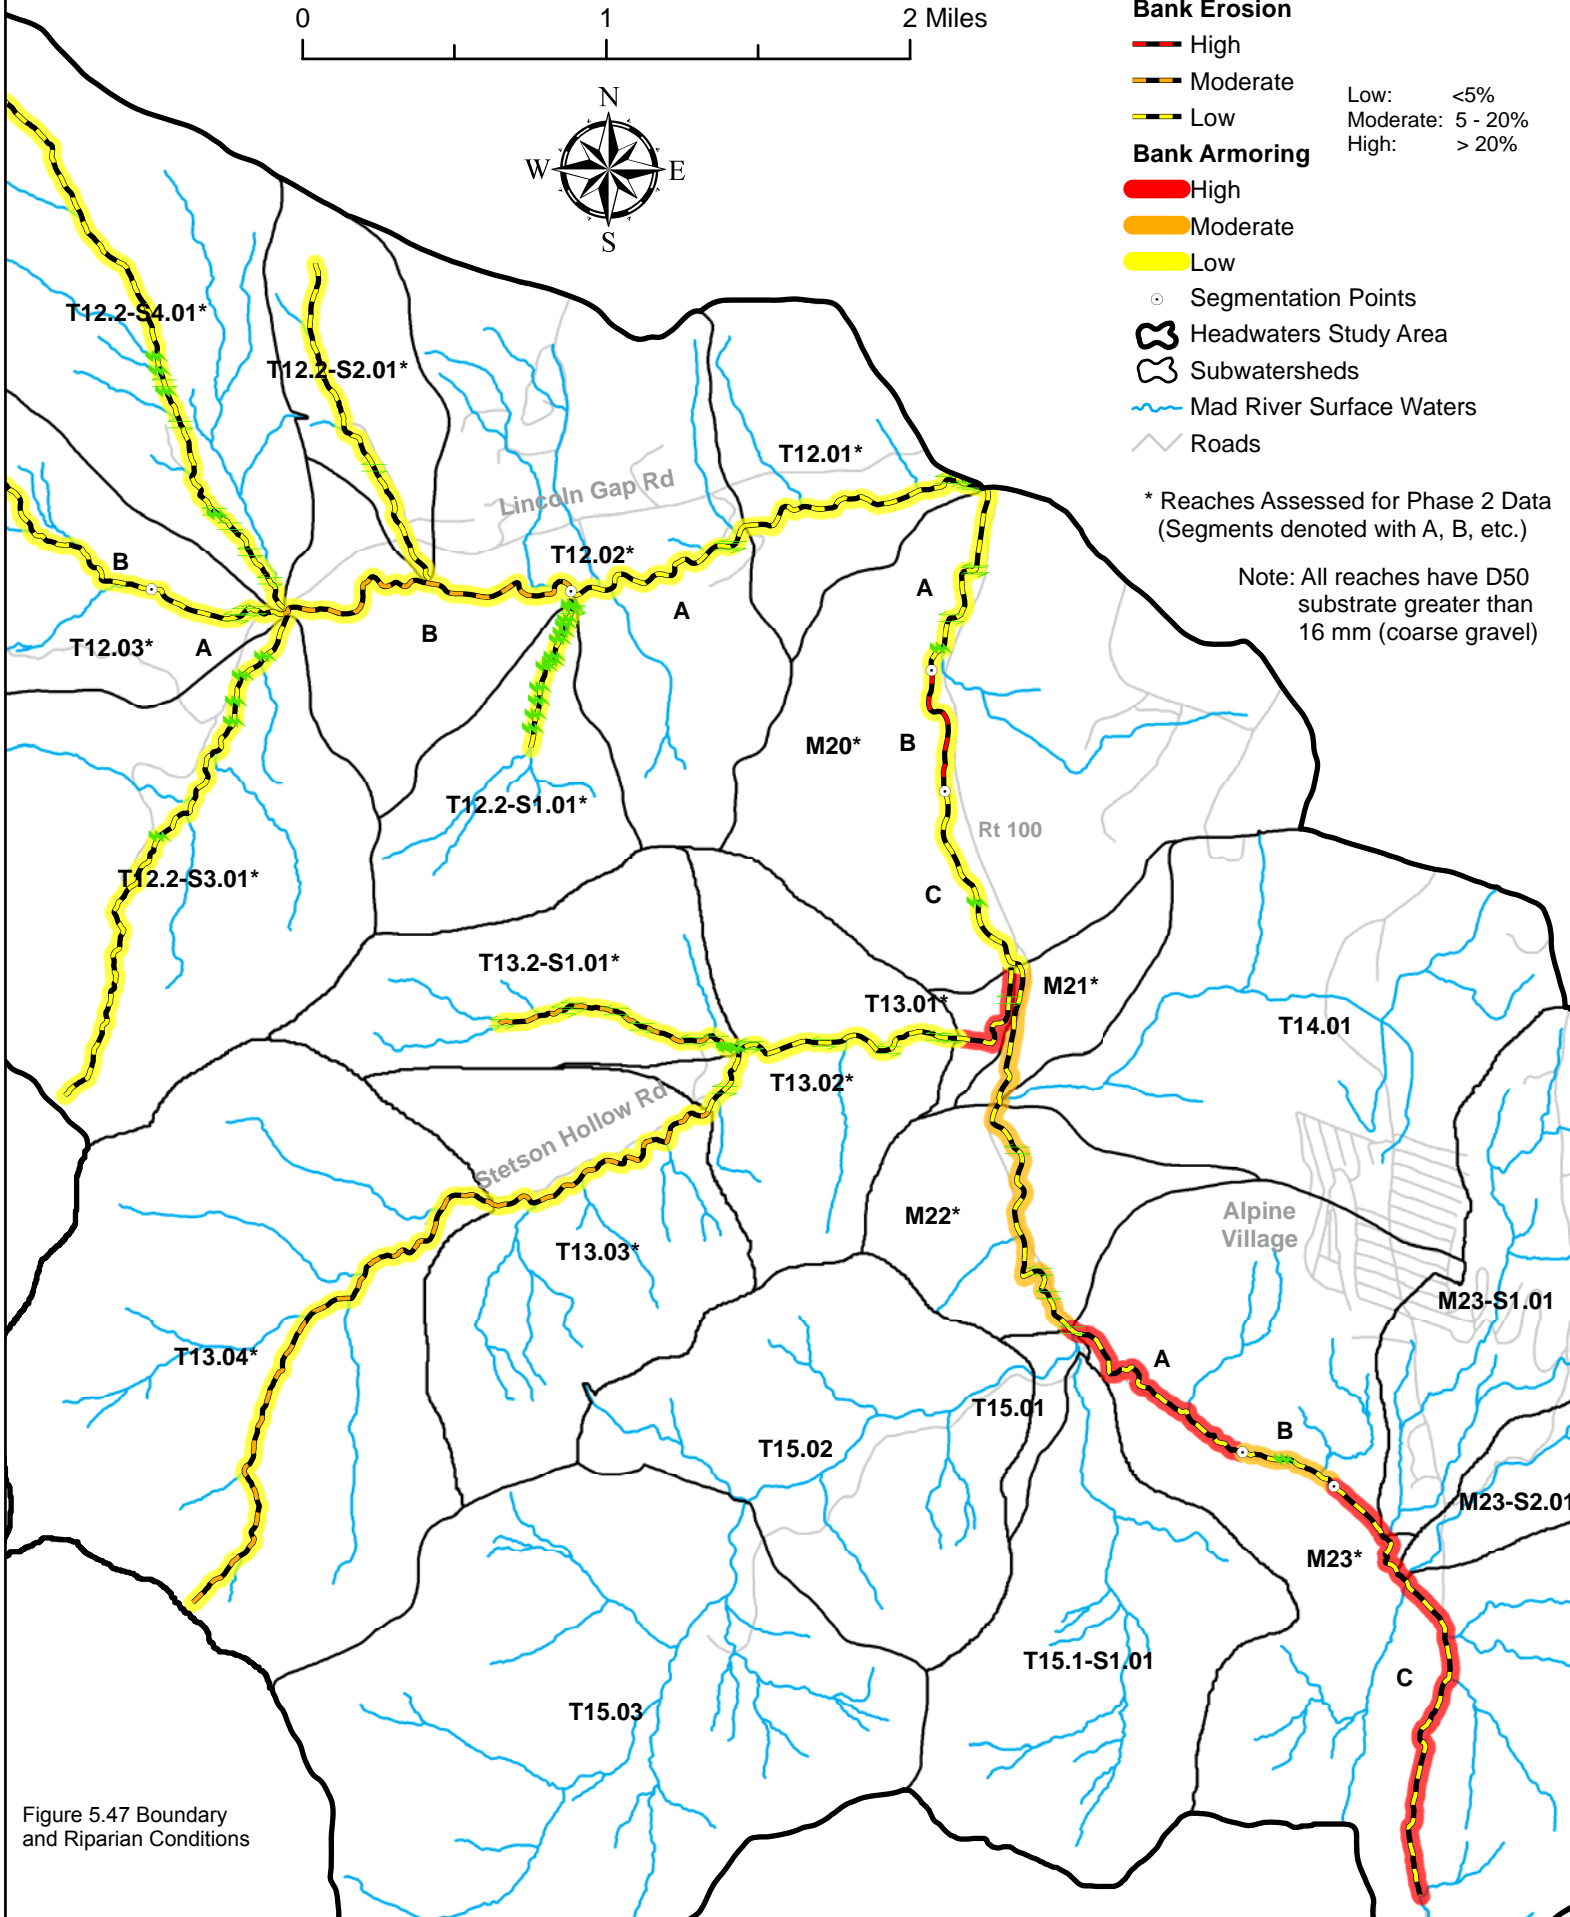 0 1 2 Miles
N
W E
S
Bank Erosion
High
Moderate
Low
Low: <5%
Moderate: 5 - 20%
High: > 20%
Bank Armoring
High
Moderate
Low
Segmentation Points
Headwaters Study Area
Subwatersheds
Mad River Surface Waters
Roads
* Reaches Assessed for Phase 2 Data
(Segments denoted with A, B, etc.)
Note: All reaches have D50
substrate greater than
16 mm (coarse gravel)
T12.2-S4.01*
T12.2-S2.01*
T12.01*
Lincoln Gap Rd
T12.02*
B
A
A
B
T12.03*
A
M20*
B
T12.2-S1.01*
Rt 100
T12.2-S3.01*
C
T13.2-S1.01*
T13.01*
M21*
T14.01
T13.02*
Stetson Hollow Rd
M22*
Alpine
Village
T13.03*
M23-S1.01
T13.04*
A
T15.01
B
T15.02
M23-S2.01
M23*
T15.1-S1.01
C
T15.03
Figure 5.47 Boundary
and Riparian Conditions